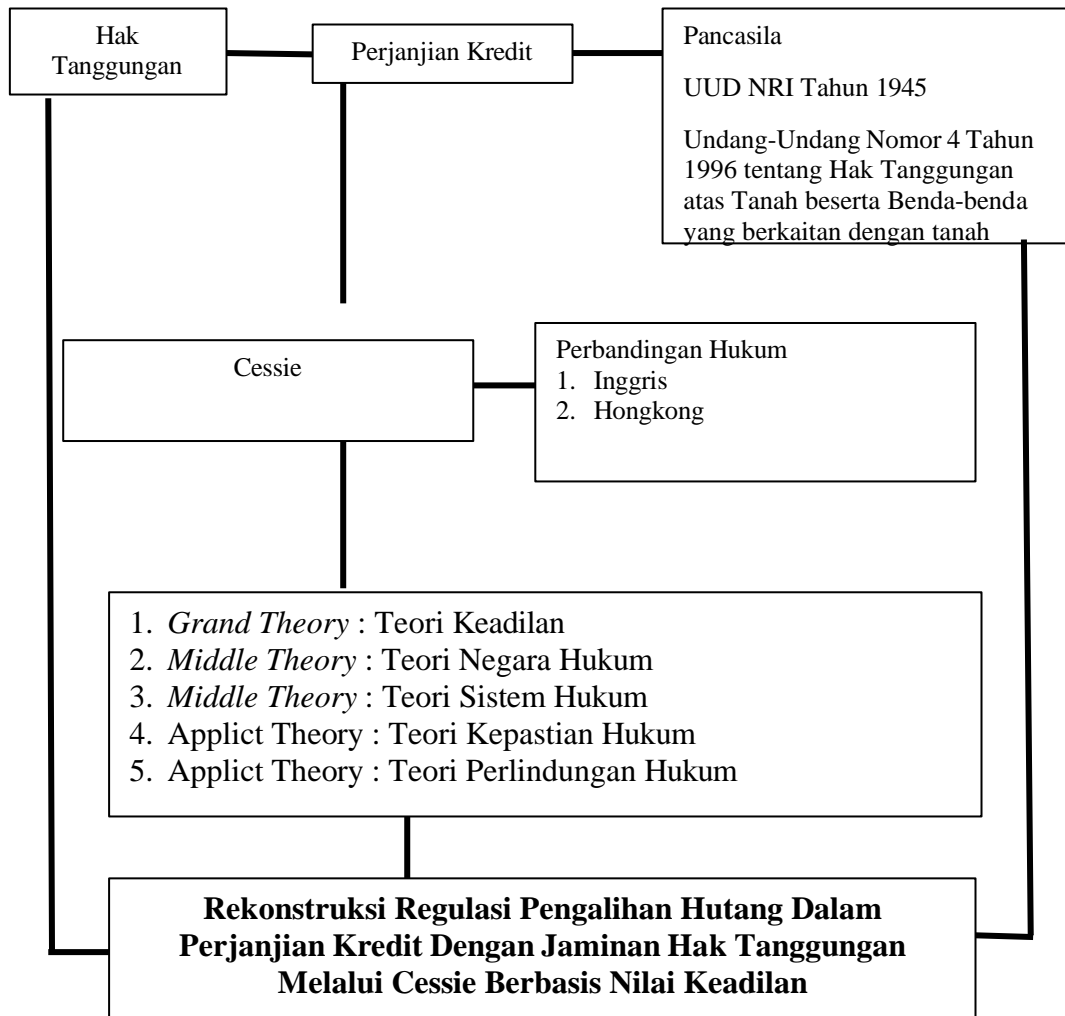 Hak
Tanggungan
Perjanjian Kredit
Pancasila
UUD NRI Tahun 1945
Undang-Undang Nomor 4 Tahun
1996 tentang Hak Tanggungan
atas Tanah beserta Benda-benda
yang berkaitan dengan tanah
Cessie
Perbandingan Hukum
1. Inggris
2. Hongkong
1. Grand Theory : Teori Keadilan
2. Middle Theory : Teori Negara Hukum
3. Middle Theory : Teori Sistem Hukum
4. Applict Theory : Teori Kepastian Hukum
5. Applict Theory : Teori Perlindungan Hukum
Rekonstruksi Regulasi Pengalihan Hutang Dalam
Perjanjian Kredit Dengan Jaminan Hak Tanggungan
Melalui Cessie Berbasis Nilai Keadilan